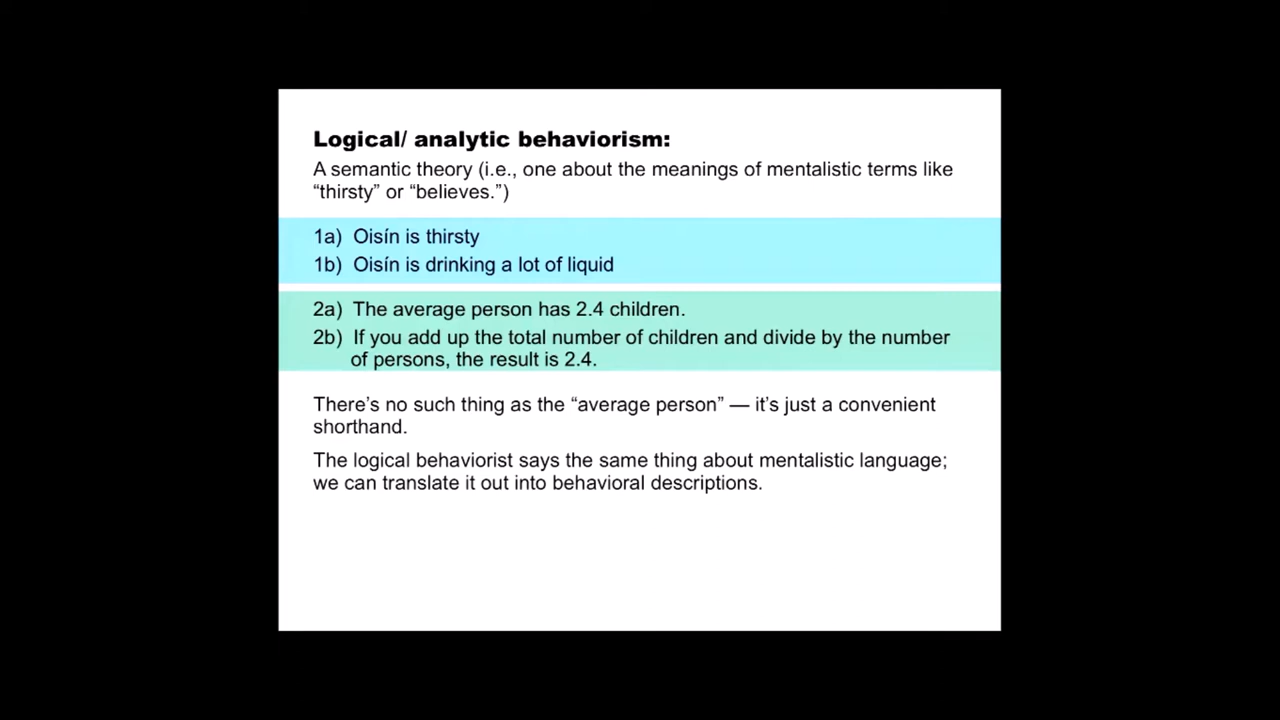 Logical/ analytic behaviorism:
A semantic theory (i.e., one about the meanings of mentalistic terms like
“thirsty” or “believes.”)
1a) Oisín is thirsty
1b) Oisín is drinking a lot of liquid
2a) The average person has 2.4 children.
2b) If you add up the total number of children and divide by the number
of persons, the result is 2.4.
There’s no such thing as the “average person” — it’s just a convenient
shorthand.
The logical behaviorist says the same thing about mentalistic language;
we can translate it out into behavioral descriptions.